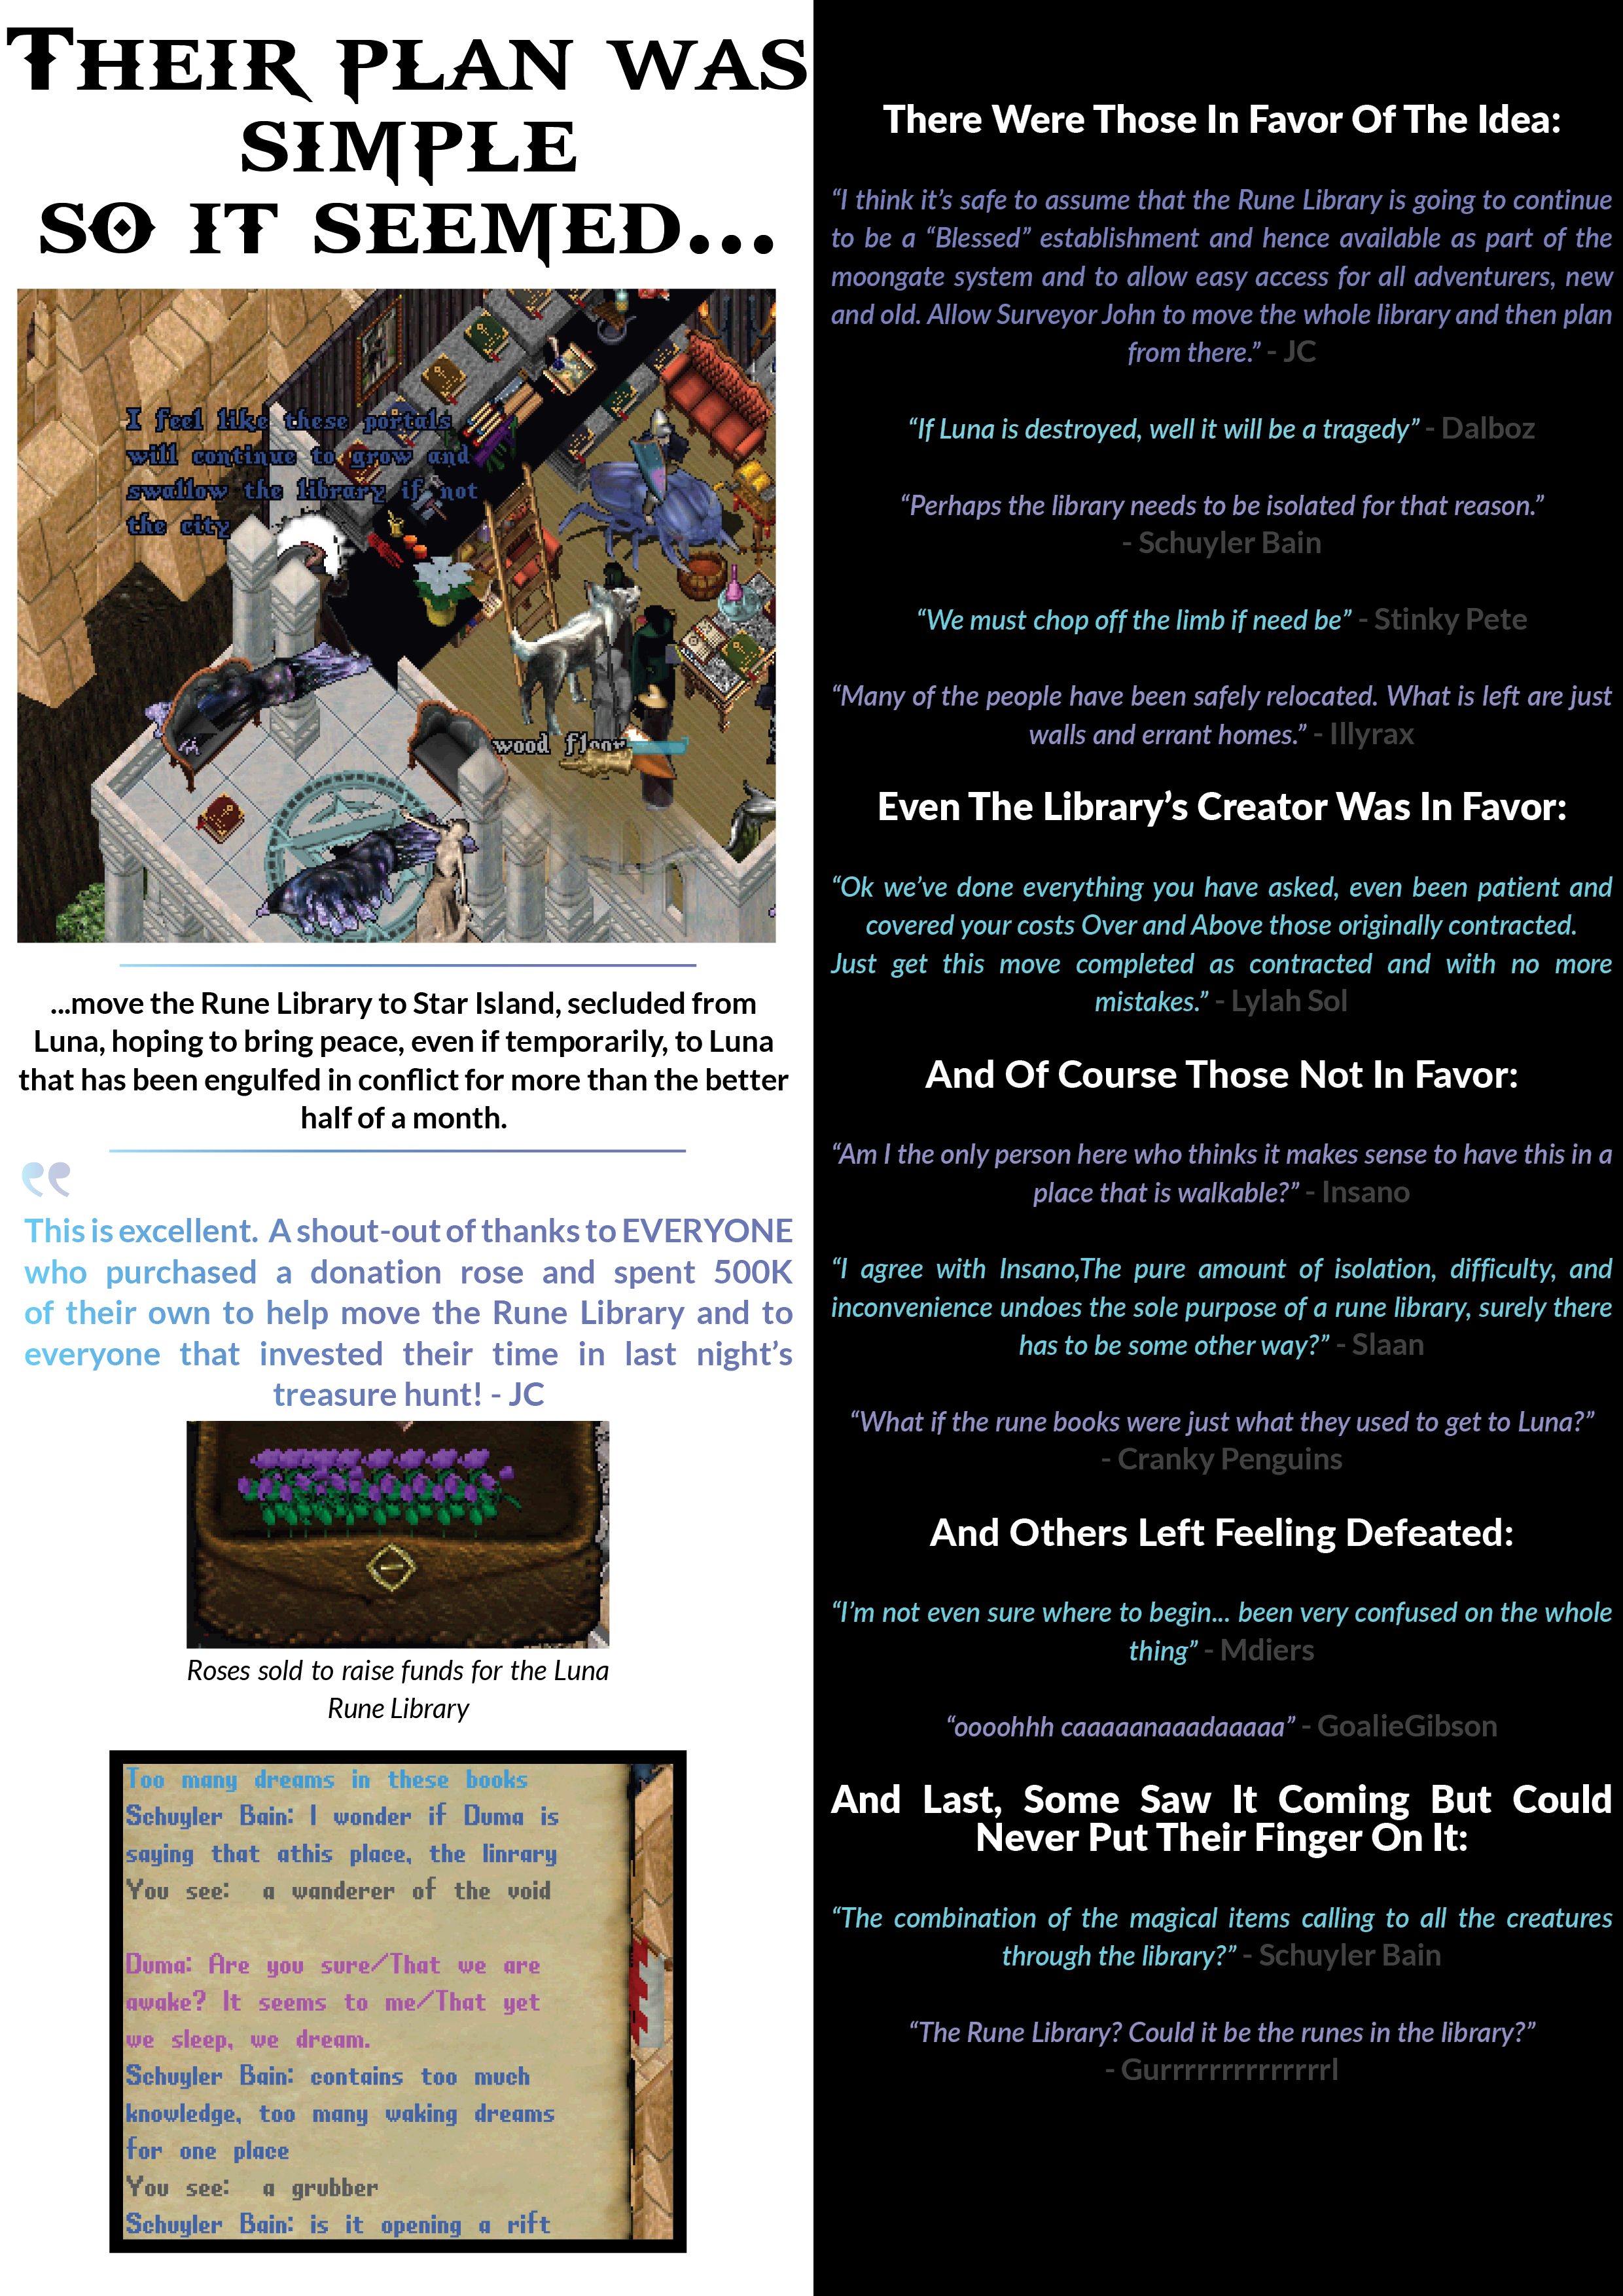 Their plan was
simple
so it seemed...
I feel like these portals
will continue to grow and
swallow the library if not
the city
wood floor
...move the Rune Library to Star Island, secluded from
Luna, hoping to bring peace, even if temporarily, to Luna
that has been engulfed in conflict for more than the better
half of a month.
”
This is excellent. A shout-out of thanks to EVERYONE
who purchased a donation rose and spent 500K
of their own to help move the Rune Library and to
everyone that invested their time in last night’s
treasure hunt! - JC
Roses sold to raise funds for the Luna
Rune Library
Too many dreams in these books
Schuyler Bain: I wonder if Duma is
saying that athis place, the linrary
You see: a wanderer of the void
Duma: Are you sure/That we are
awake? It seems to me/That yet
we sleep, we dream.
Schuyler Bain: contains too much
knowledge, too many waking dreams
for one place
You see: a grubber
Schuyler Bain: is it opening a rift
There Were Those In Favor Of The Idea:
“I think it’s safe to assume that the Rune Library is going to continue
to be a “Blessed” establishment and hence available as part of the
moongate system and to allow easy access for all adventurers, new
and old. Allow Surveyor John to move the whole library and then plan
from there.” - JC
“If Luna is destroyed, well it will be a tragedy” - Dalboz
“Perhaps the library needs to be isolated for that reason.”
- Schuyler Bain
“We must chop off the limb if need be” - Stinky Pete
“Many of the people have been safely relocated. What is left are just
walls and errant homes.” - Illyrax
Even The Library’s Creator Was In Favor:
“Ok we’ve done everything you have asked, even been patient and
covered your costs Over and Above those originally contracted.
Just get this move completed as contracted and with no more
mistakes.” - Lylah Sol
And Of Course Those Not In Favor:
“Am I the only person here who thinks it makes sense to have this in a
place that is walkable?” - Insano
“I agree with Insano,The pure amount of isolation, difficulty, and
inconvenience undoes the sole purpose of a rune library, surely there
has to be some other way?” - Slaan
“What if the rune books were just what they used to get to Luna?”
- Cranky Penguins
And Others Left Feeling Defeated:
“I’m not even sure where to begin... been very confused on the whole
thing” - Mdiers
“oooohhh caaaaanaaadaaaaa” - GoalieGibson
And Last, Some Saw It Coming But Could
Never Put Their Finger On It:
“The combination of the magical items calling to all the creatures
through the library?” - Schuyler Bain
“The Rune Library? Could it be the runes in the library?”
- Gurrrrrrrrrrrrrrl